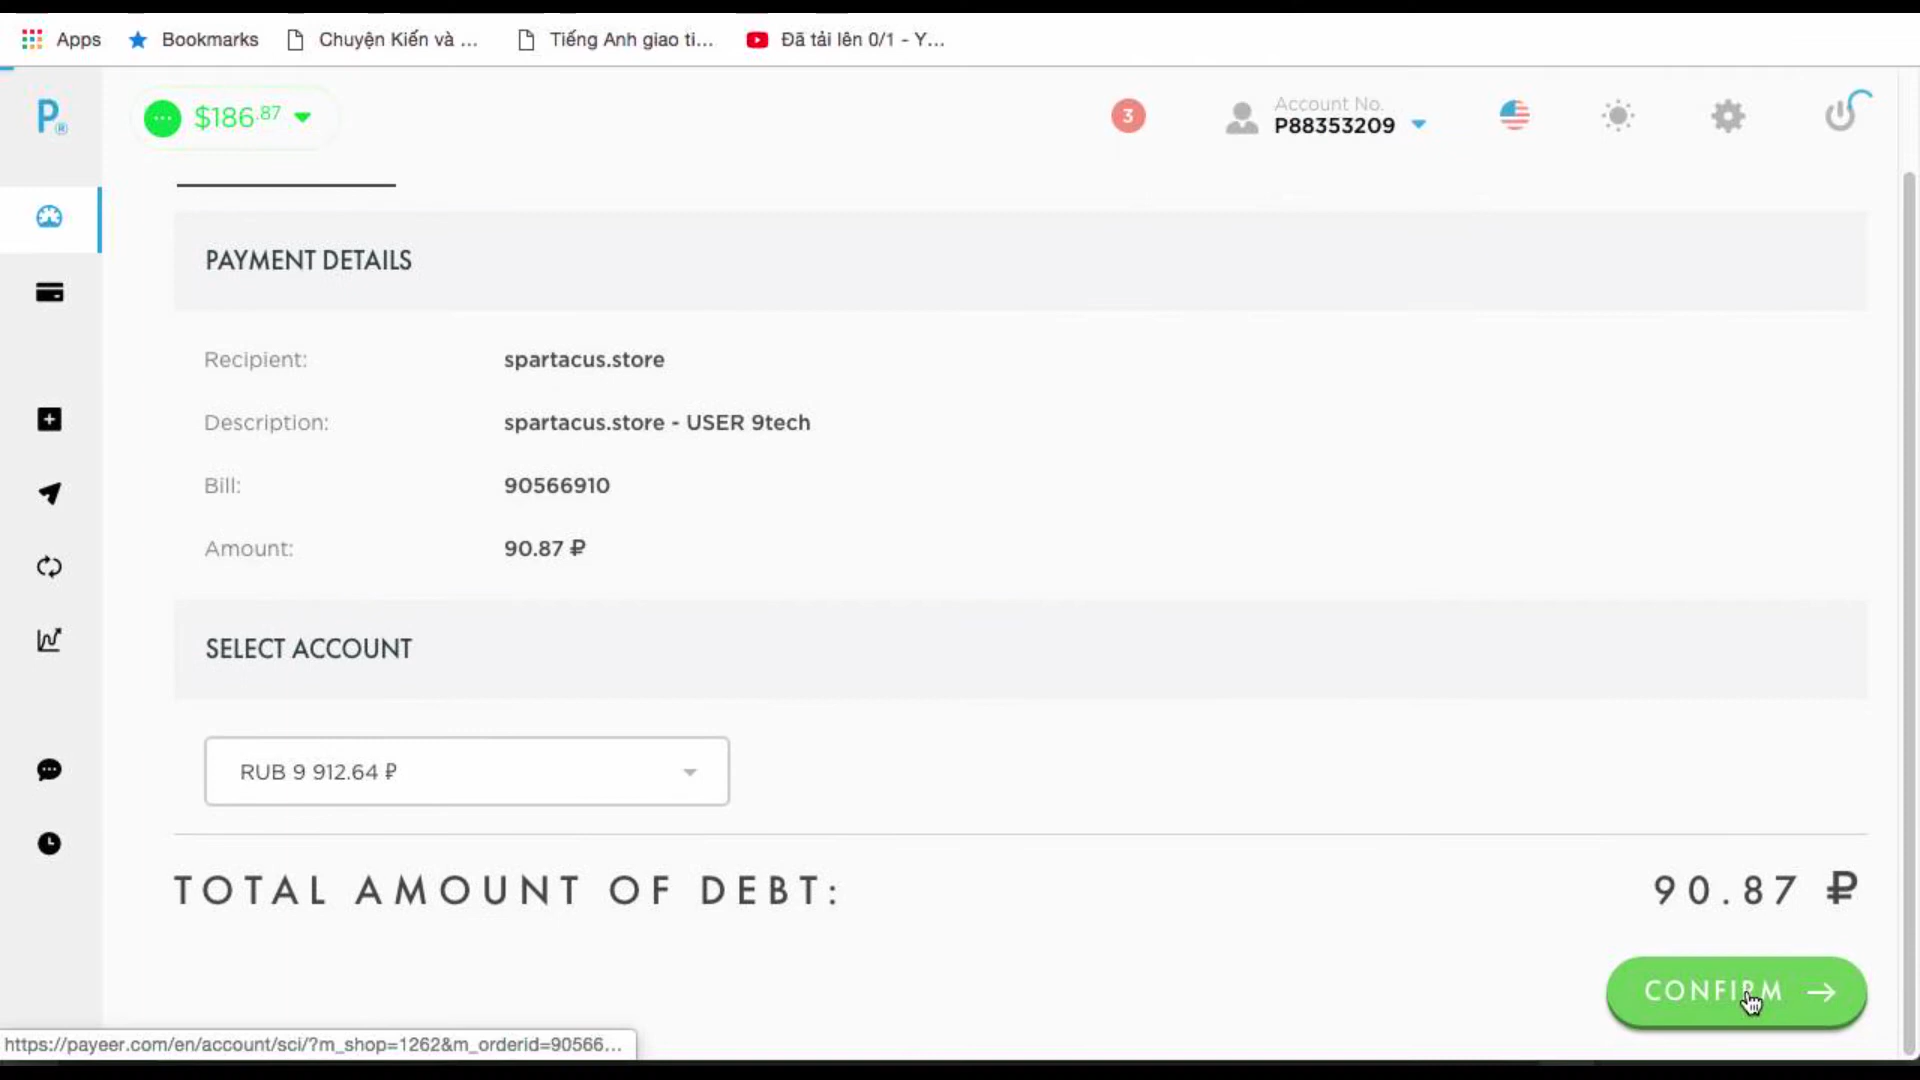 Apps Bookmarks Chuyện Kiến và ... Tiếng Anh giao ti... Đã tải lên 0/1 - Y...
P® $186.87 3 Account No.
P88353209
PAYMENT DETAILS
Recipient: spartacus.store
Description: spartacus.store - USER 9tech
Bill: 90566910
Amount: 90.87 ₽
SELECT ACCOUNT
RUB 9 912.64 ₽
TOTAL AMOUNT OF DEBT: 90.87 ₽
CONFIRM →
https://payeer.com/en/account/sci/?m_shop=1262&m_orderid=90566...